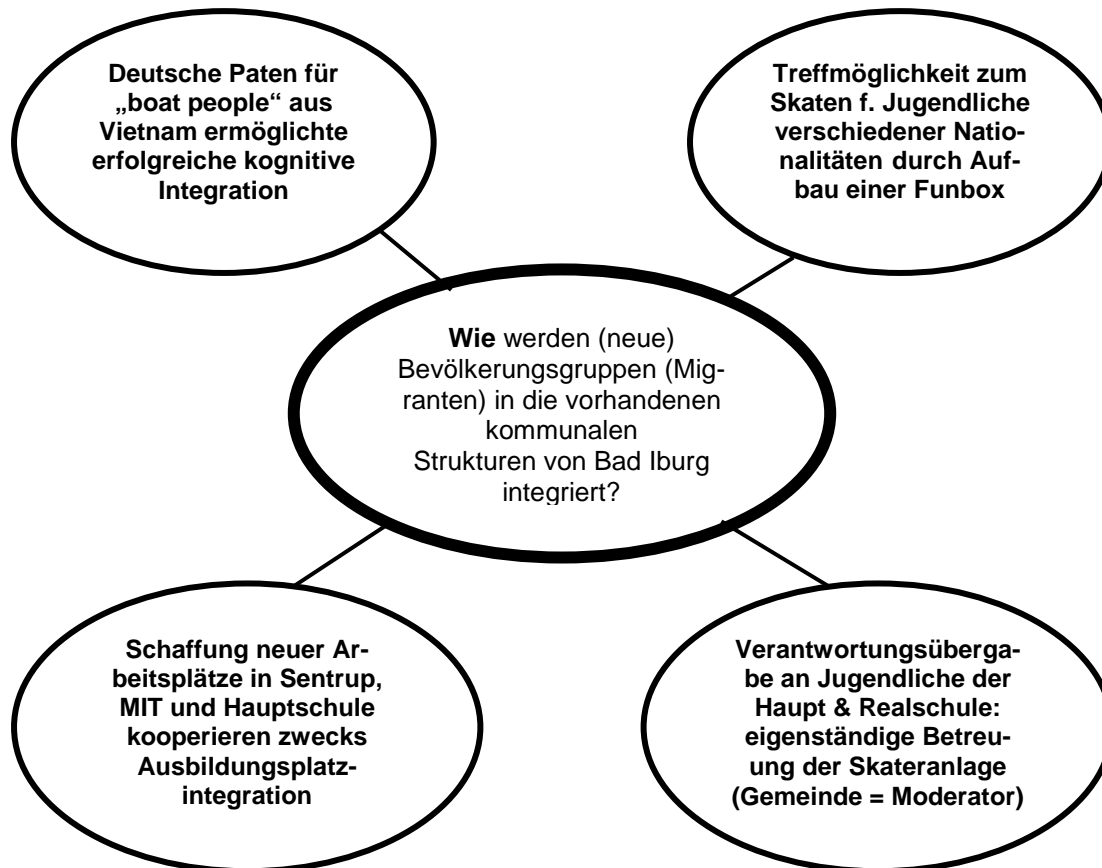 Deutsche Paten für
„boat people“ aus
Vietnam ermöglichte
erfolgreiche kognitive
Integration
Treffmöglichkeit zum
Skaten f. Jugendliche
verschiedener Natio-
nalitäten durch Auf-
bau einer Funbox
Wie werden (neue)
Bevölkerungsgruppen (Mig-
ranten) in die vorhandenen
kommunalen
Strukturen von Bad Iburg
integriert?
Schaffung neuer Ar-
beitsplätze in Sentrup,
MIT und Hauptschule
kooperieren zwecks
Ausbildungsplatz-
integration
Verantwortungsüberga-
be an Jugendliche der
Haupt & Realschule:
eigenständige Betreu-
ung der Skateranlage
(Gemeinde = Moderator)